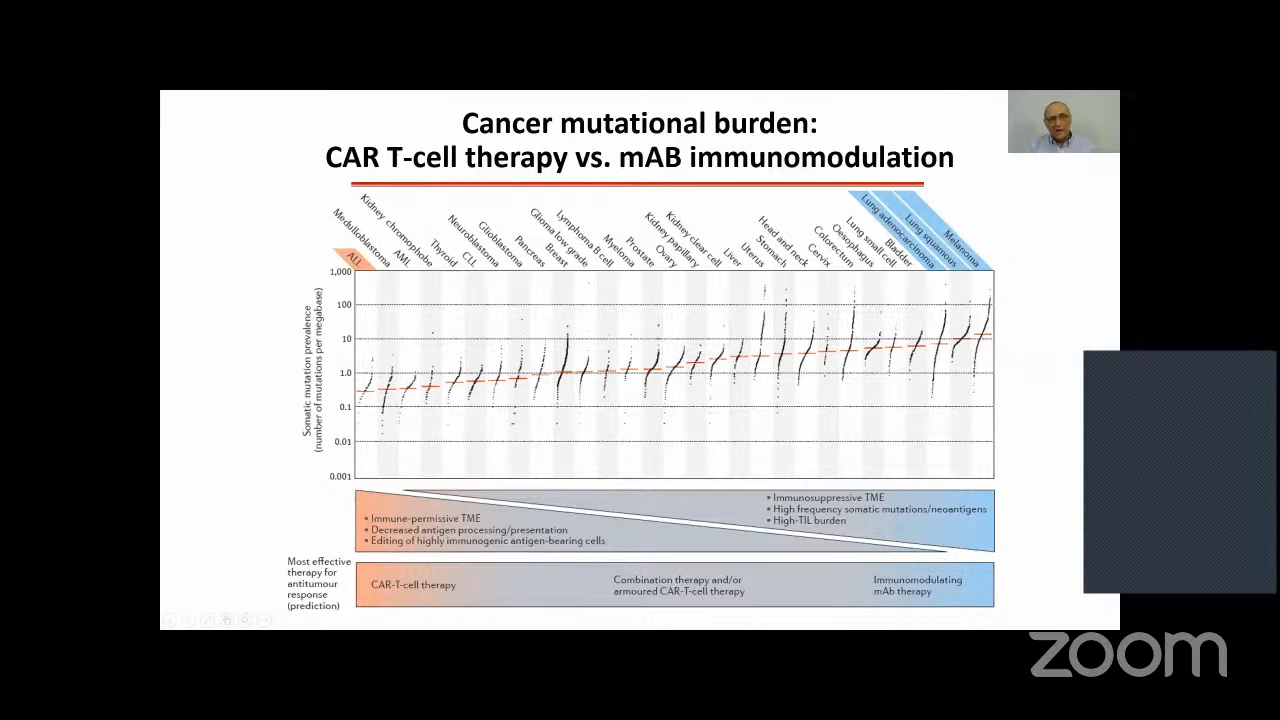 Cancer mutational burden:
CAR T-cell therapy vs. mAB immunomodulation
ALL
Medulloblastoma
AML
Kidney chromophobe
Thyroid
CLL
Neuroblastoma
Glioblastoma
Pancreas
Breast
Glioma low grade
Lymphoma B cell
Myeloma
Prostate
Ovary
Kidney papillary
Kidney clear cell
Liver
Uterus
Stomach
Head and neck
Cervix
Colorectum
Oesophagus
Lung small cell
Bladder
Lung adenocarcinoma
Lung squamous
Melanoma
Somatic mutation prevalence
(number of mutations per megabase)
1,000
100
10
1.0
0.1
0.01
0.001
• Immune-permissive TME
• Decreased antigen processing/presentation
• Editing of highly immunogenic antigen-bearing cells
• Immunosuppressive TME
• High frequency somatic mutations/neoantigens
• High-TIL burden
Most effective
therapy for
antitumour
response
(prediction)
CAR-T-cell therapy
Combination therapy and/or
armoured CAR-T-cell therapy
Immunomodulating
mAb therapy
zoom